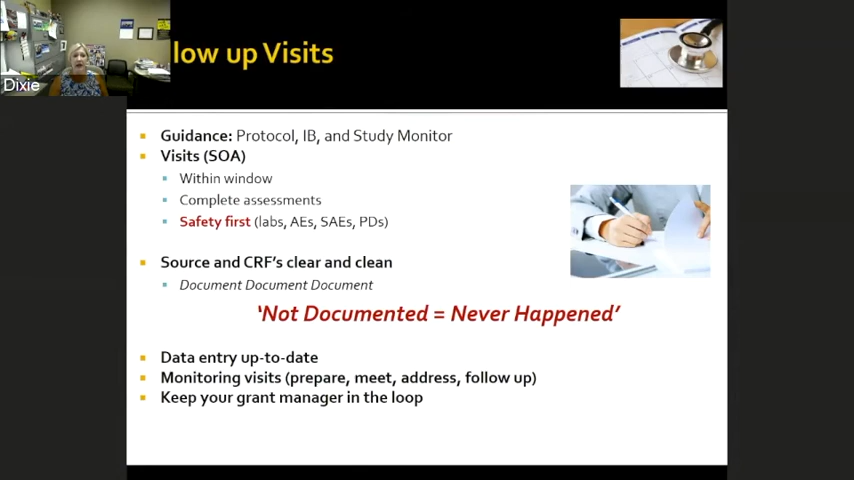 low up Visits
Dixie
Guidance: Protocol, IB, and Study Monitor
Visits (SOA)
Within window
Complete assessments
Safety first (labs, AEs, SAEs, PDs)
Source and CRF's clear and clean
Document Document Document
‘Not Documented = Never Happened’
Data entry up-to-date
Monitoring visits (prepare, meet, address, follow up)
Keep your grant manager in the loop